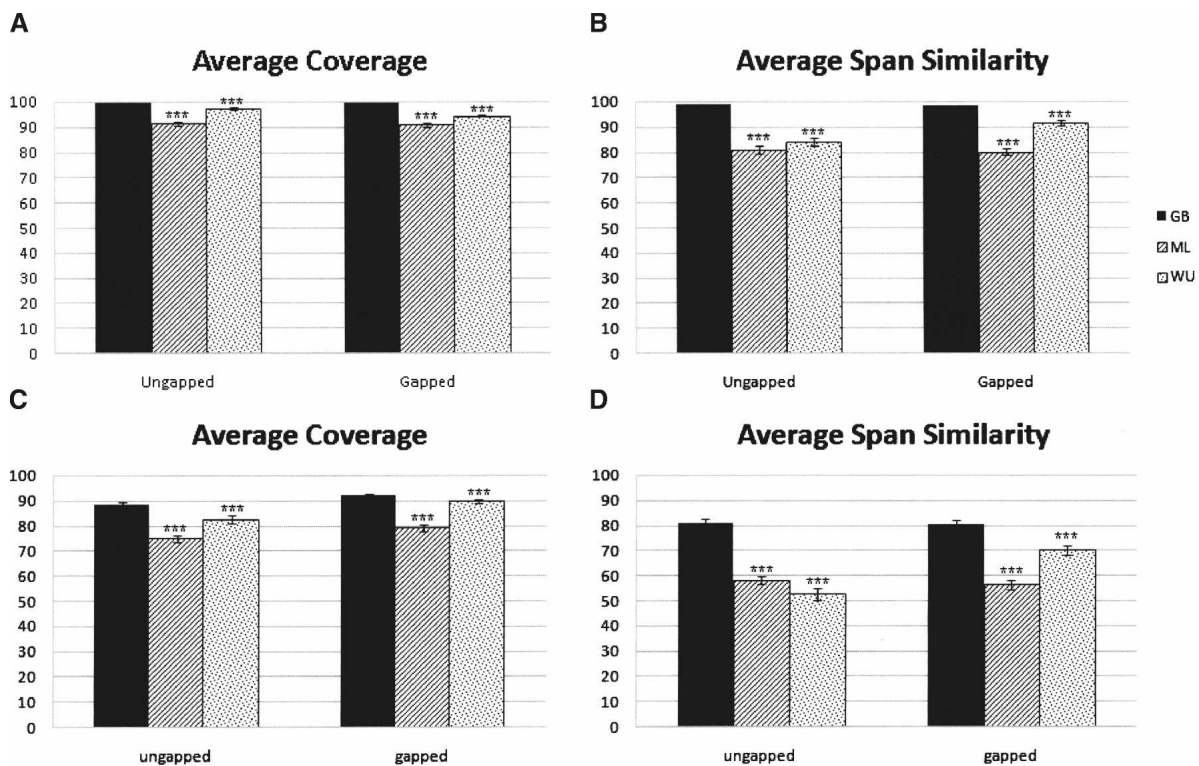 A
Average Coverage
100
90
80
70
60
50
40
30
20
10
0
*** *** *** ***
Ungapped Gapped
B
Average Span Similarity
100
90
80
70
60
50
40
30
20
10
0
*** *** *** ***
Ungapped Gapped
GB
ML
WU
C
Average Coverage
100
90
80
70
60
50
40
30
20
10
0
*** *** *** ***
ungapped gapped
D
Average Span Similarity
100
90
80
70
60
50
40
30
20
10
0
*** *** *** ***
ungapped gapped